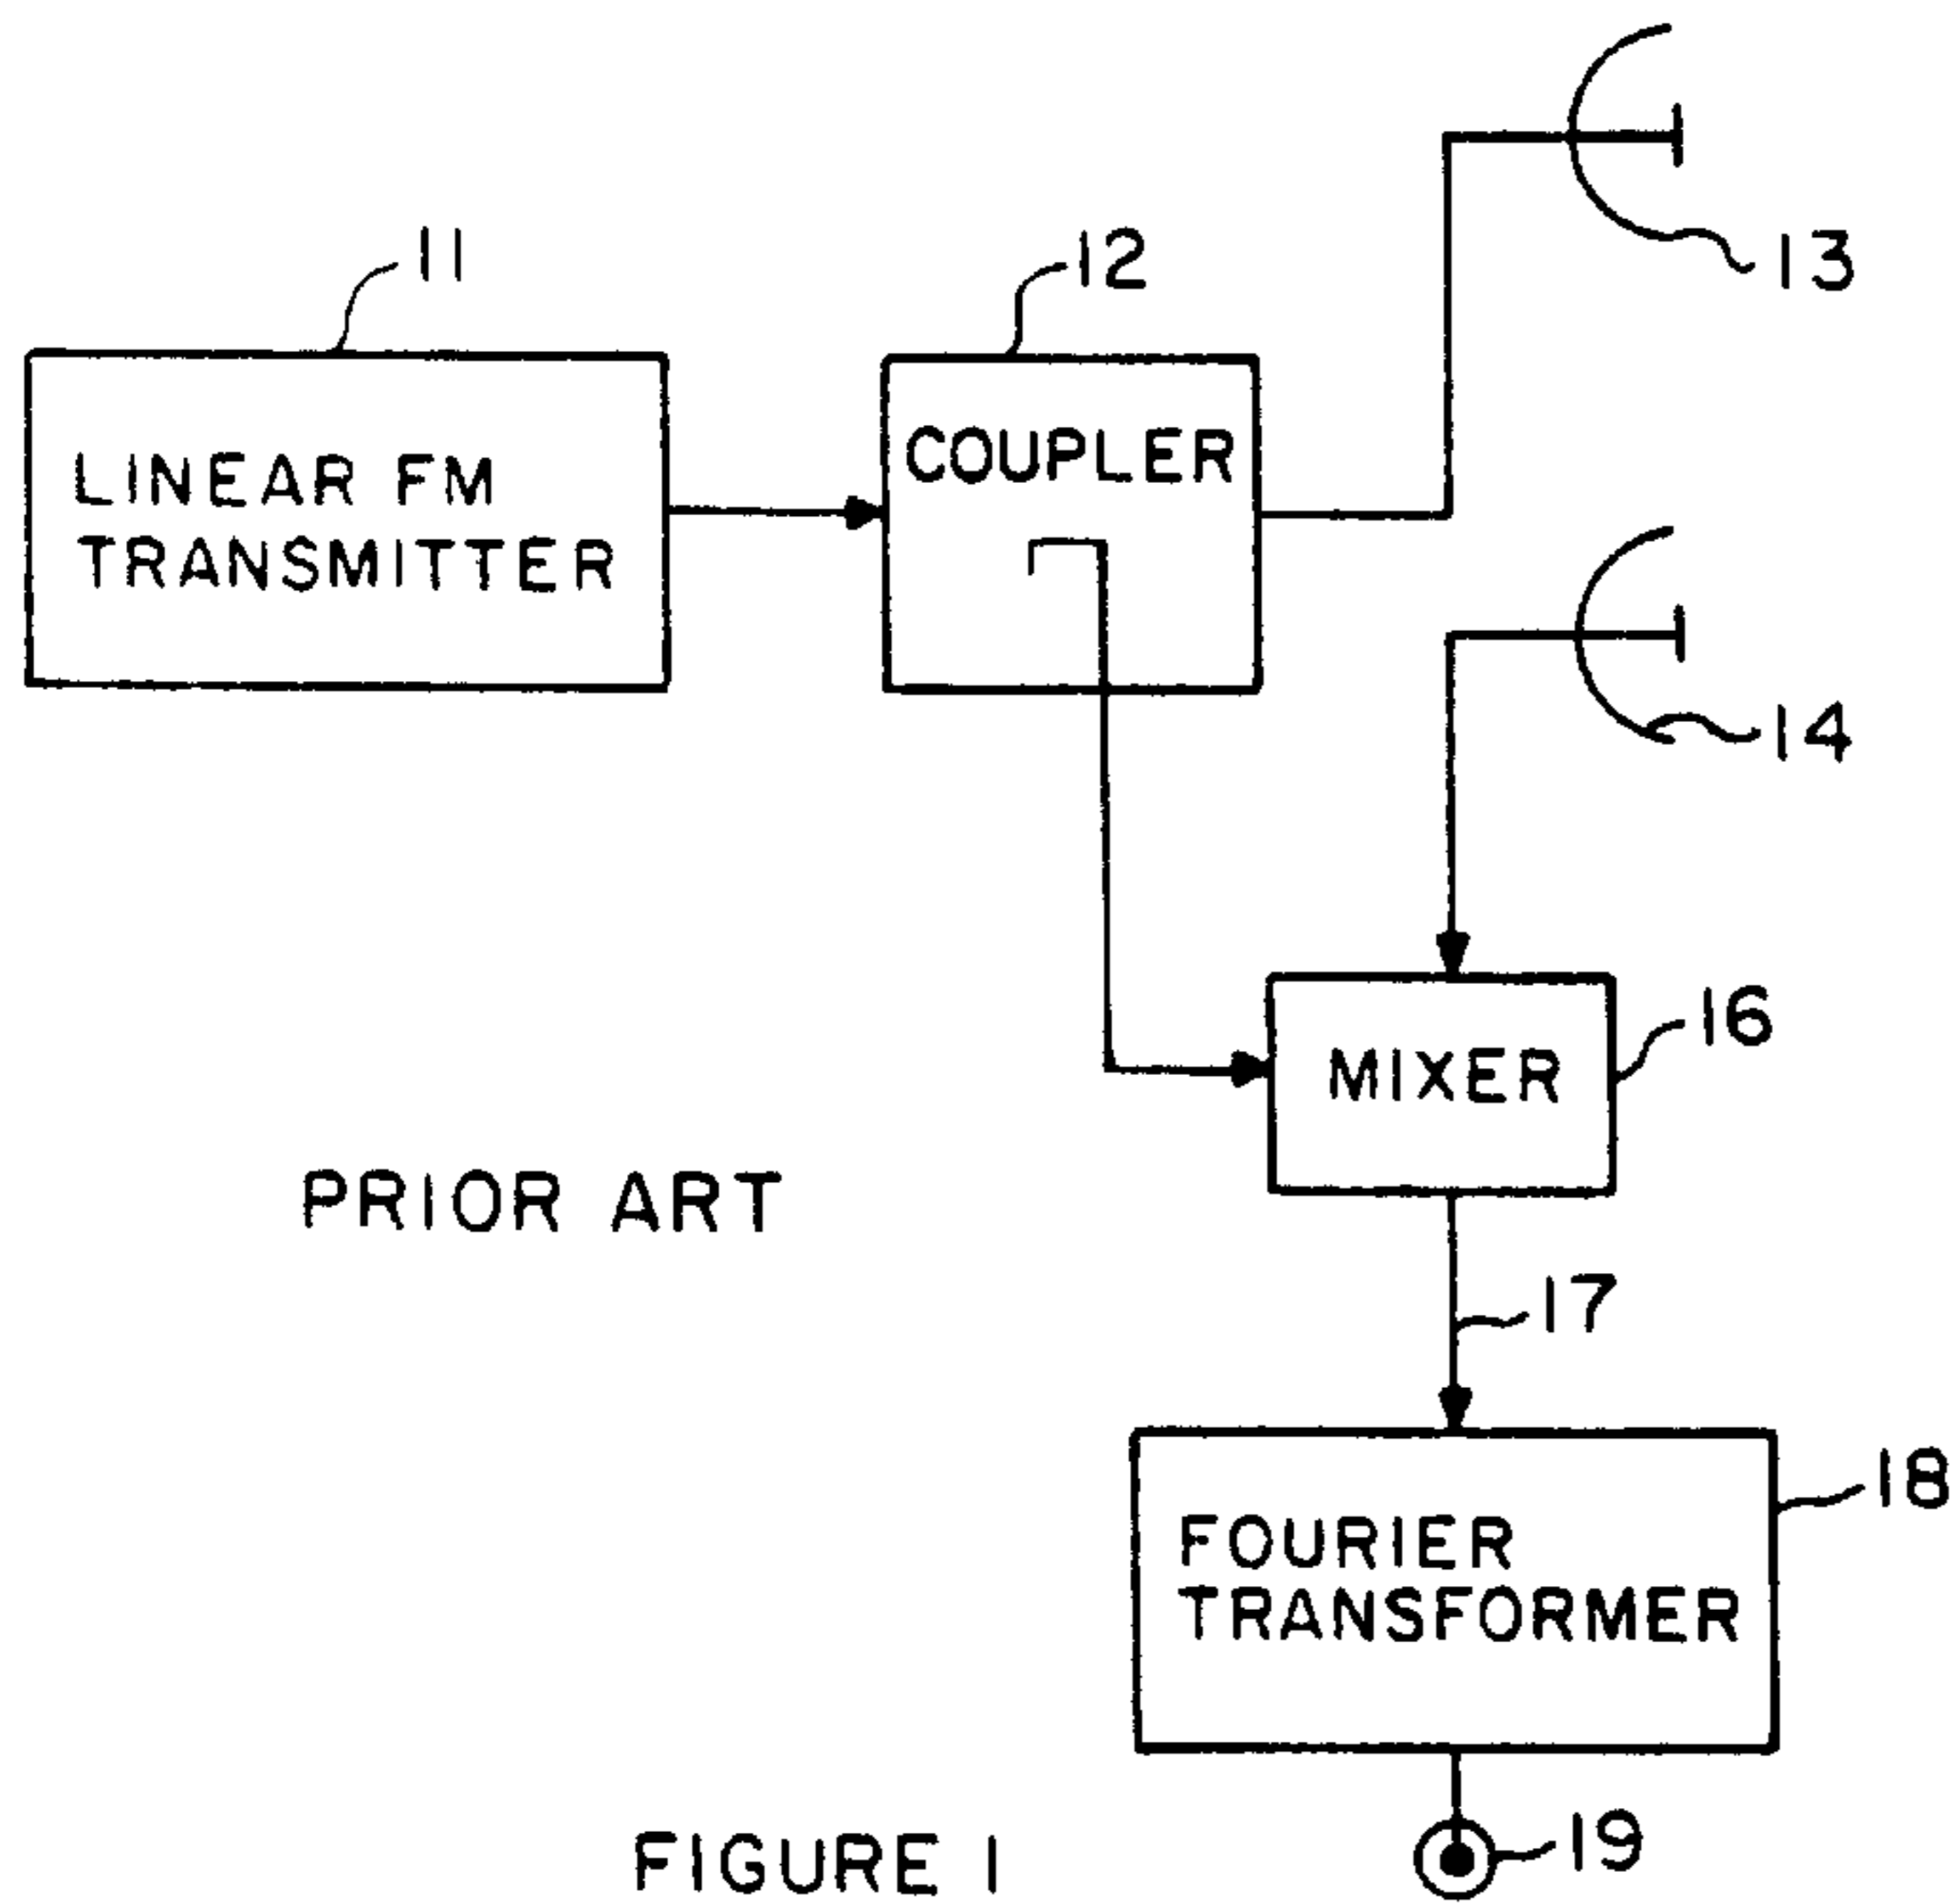 11
12
13
LINEAR FM
TRANSMITTER
COUPLER
14
16
MIXER
PRIOR ART
17
18
FOURIER
TRANSFORMER
19
FIGURE 1